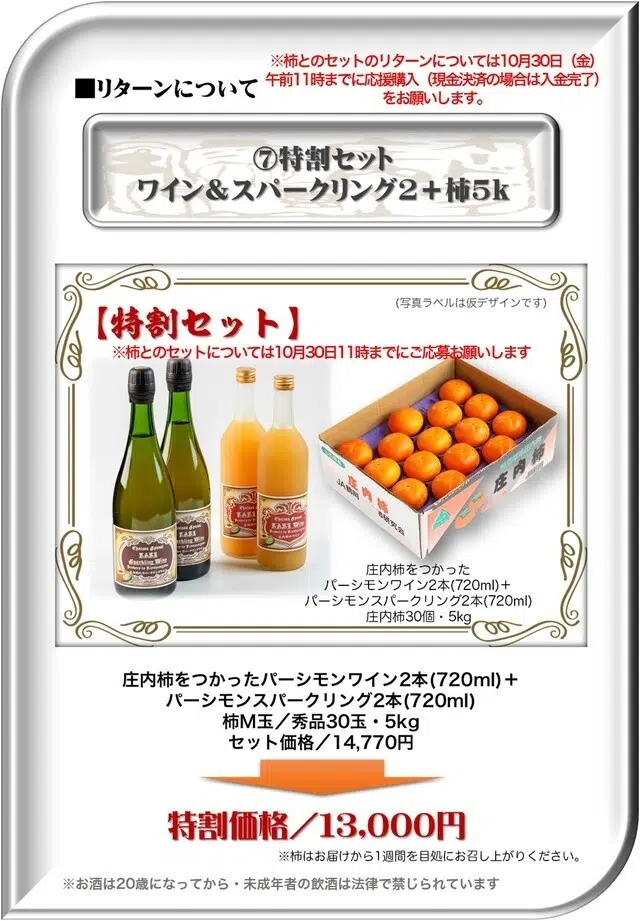 ※柿とのセットのリターンについては10月30日（金）
午前11時までに応援購入（現金決済の場合は入金完了）
をお願いします。
■リターンについて
⑦特割セット
ワイン＆スパークリング2＋柿5k
(写真ラベルは仮デザインです)
【特割セット】
※柿とのセットについては10月30日11時までにご応募お願いします
KAKI
Sparkling Wine
KAKI
庄内柿
JA鶴岡
庄内柿
庄内柿をつかった
パーシモンワイン2本(720ml)＋
パーシモンスパークリング2本(720ml)
庄内柿30個・5kg
庄内柿をつかったパーシモンワイン2本(720ml)＋
パーシモンスパークリング2本(720ml)
柿M玉／秀品30玉・5kg
セット価格／14,770円
特割価格／13,000円
※柿はお届けから1週間を目処にお召し上がりください。
※お酒は20歳になってから・未成年者の飲酒は法律で禁じられています